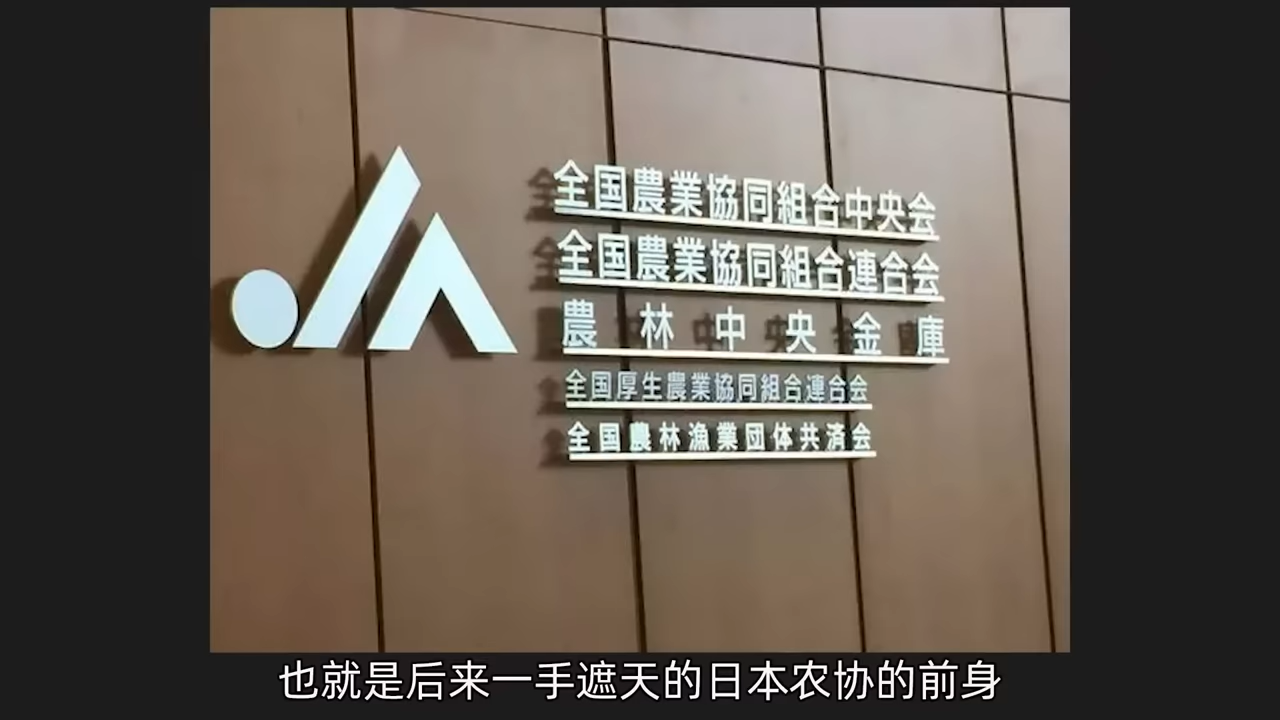 全国農業協同組合中央会
全国農業協同組合連合会
農林中央金庫
全国厚生農業協同組合連合会
全国農林漁業団体共済会
也就是后来一手遮天的日本农协的前身